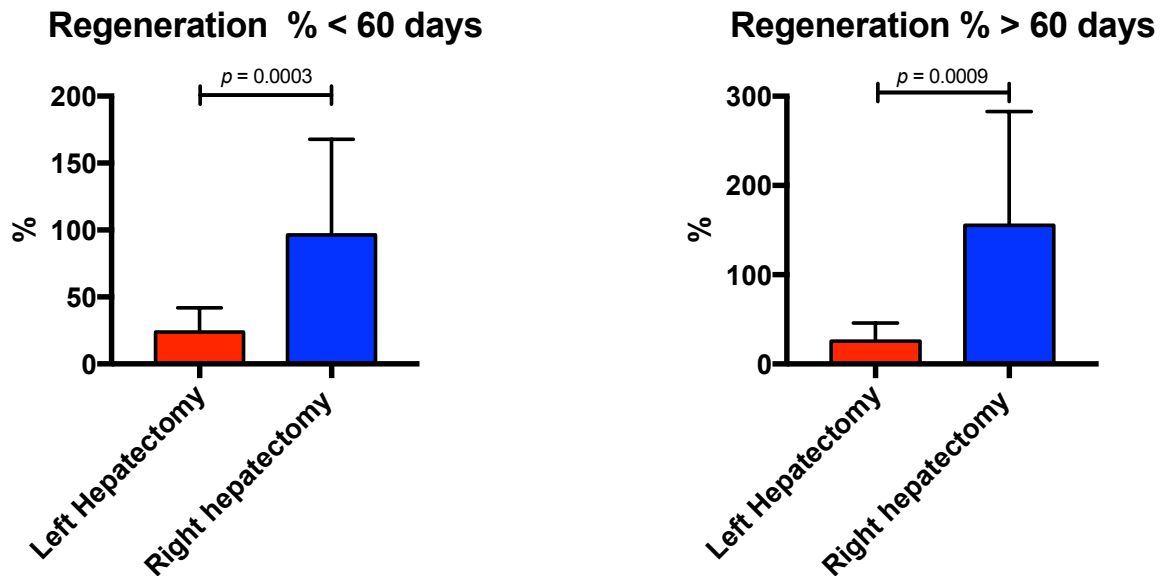 Regeneration % < 60 days
p = 0.0003
200
150
100
50
0
%
Left Hepatectomy
Right hepatectomy
Regeneration % > 60 days
p = 0.0009
300
200
100
0
%
Left Hepatectomy
Right hepatectomy